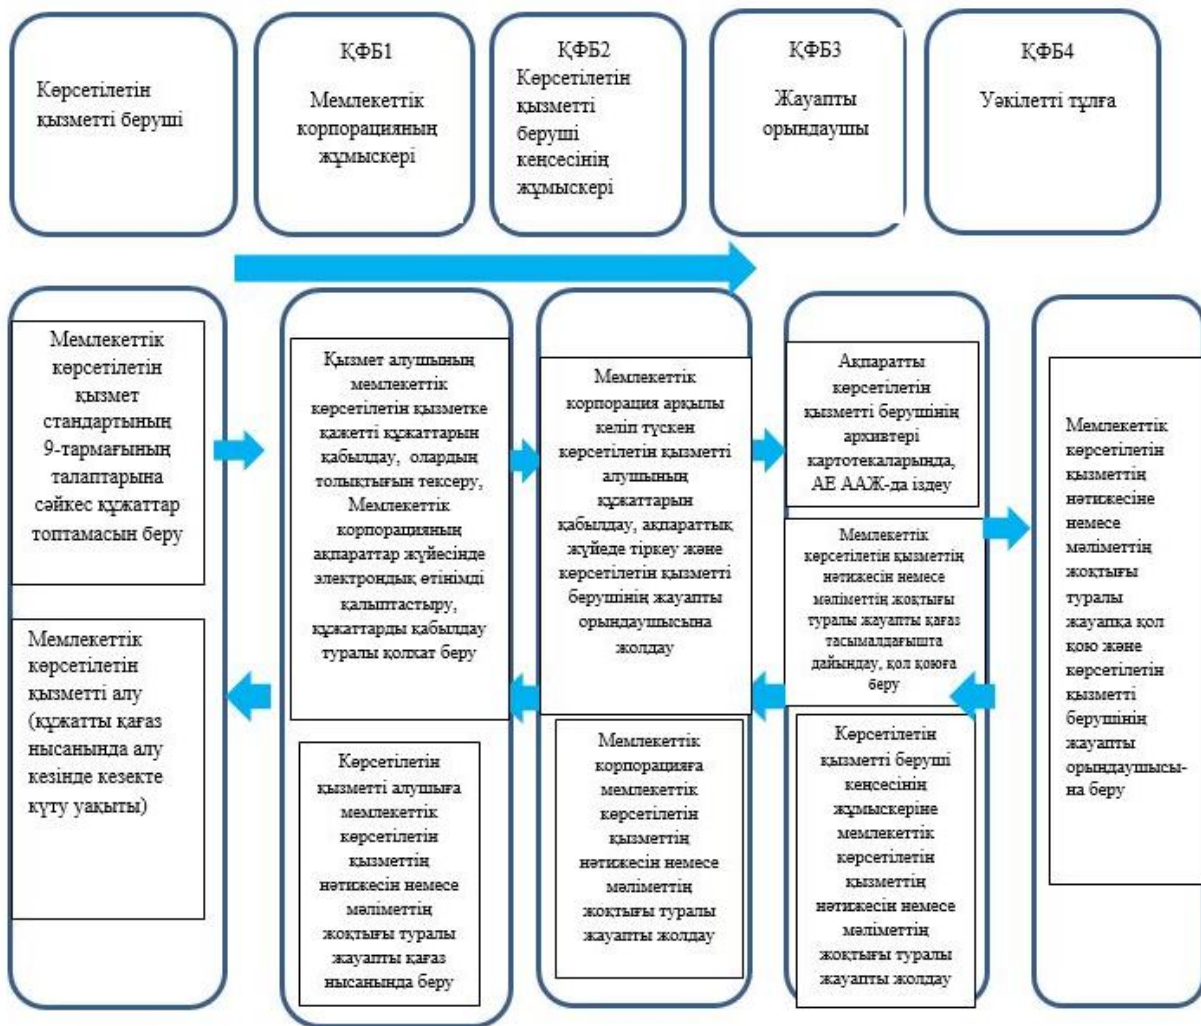 Көрсетілетін
қызметті беруші
ҚФБ1
Мемлекеттік
корпорацияның
жұмыскері
ҚФБ2
Көрсетілетін
қызметті
беруші
кеңсесінің
жұмыскері
ҚФБ3
Жауапты
орындаушы
ҚФБ4
Уәкілетті тұлға
Мемлекеттік
көрсетілетін
қызмет
стандартының
9-тармағының
талаптарына
сәйкес құжаттар
топтамасын беру
Мемлекеттік
көрсетілетін
қызметті алу
(құжатты қағаз
нысанында алу
кезінде кезекте
күту уақыты)
Қызмет алушының
мемлекеттік
көрсетілетін қызметке
қажетті құжаттарын
қабылдау, олардың
толықтығын тексеру,
Мемлекеттік
корпорацияның
ақпараттар жүйесінде
электрондық өтінімді
қалыптастыру,
құжаттарды қабылдау
туралы қолхат беру
Көрсетілетін
қызметті алушыға
мемлекеттік
көрсетілетін
қызметтің
нәтижесін немесе
мәліметтің
жоқтығы туралы
жауапты қағаз
нысанында беру
Мемлекеттік
корпорация арқылы
келіп түскен
көрсетілетін қызметті
алушының
құжаттарын
қабылдау, ақпараттық
жүйеде тіркеу және
көрсетілетін қызметті
берушінің жауапты
орындаушысына
жолдау
Мемлекеттік
корпорацияға
мемлекеттік
көрсетілетін
қызметтің
нәтижесін немесе
мәліметтің
жоқтығы туралы
жауапты жолдау
Ақпаратты
көрсетілетін
қызметті берушінің
архивтері
картотекаларында,
АЕ ААЖ-да іздеу
Мемлекеттік
көрсетілетін қызметтің
нәтижесін немесе
мәліметтің жоқтығы
туралы жауапты қағаз
тасымалдағышта
дайындау, қол қоюға
беру
Көрсетілетін
қызметті беруші
кеңсесінің
жұмыскеріне
мемлекеттік
көрсетілетін
қызметтің
нәтижесін немесе
мәліметтің
жоқтығы туралы
жауапты жолдау
Мемлекеттік
көрсетілетін
қызметтің
нәтижесіне
немесе
мәліметтің
жоқтығы
туралы
жауапқа қол
қою және
көрсетілетін
қызметті
берушінің
жауапты
орындаушысы-
на беру